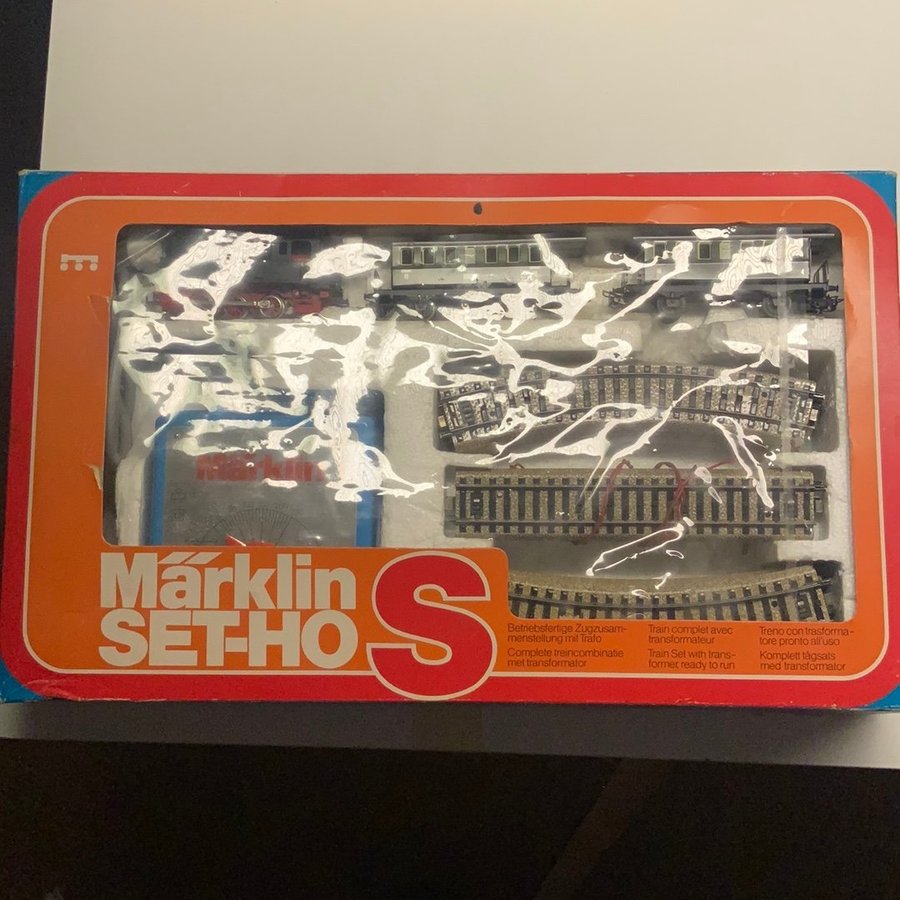 Märklin
Märklin
SET-HO
S
Betriebsfertige Zugzusam-
menstellung mit Trafo
Complete treincombinatie
met transformator
Train complet avec
transformateur
Train Set with trans-
former, ready to run
Treno con trasforma-
tore pronto all'uso
Komplett tågsats
med transformator